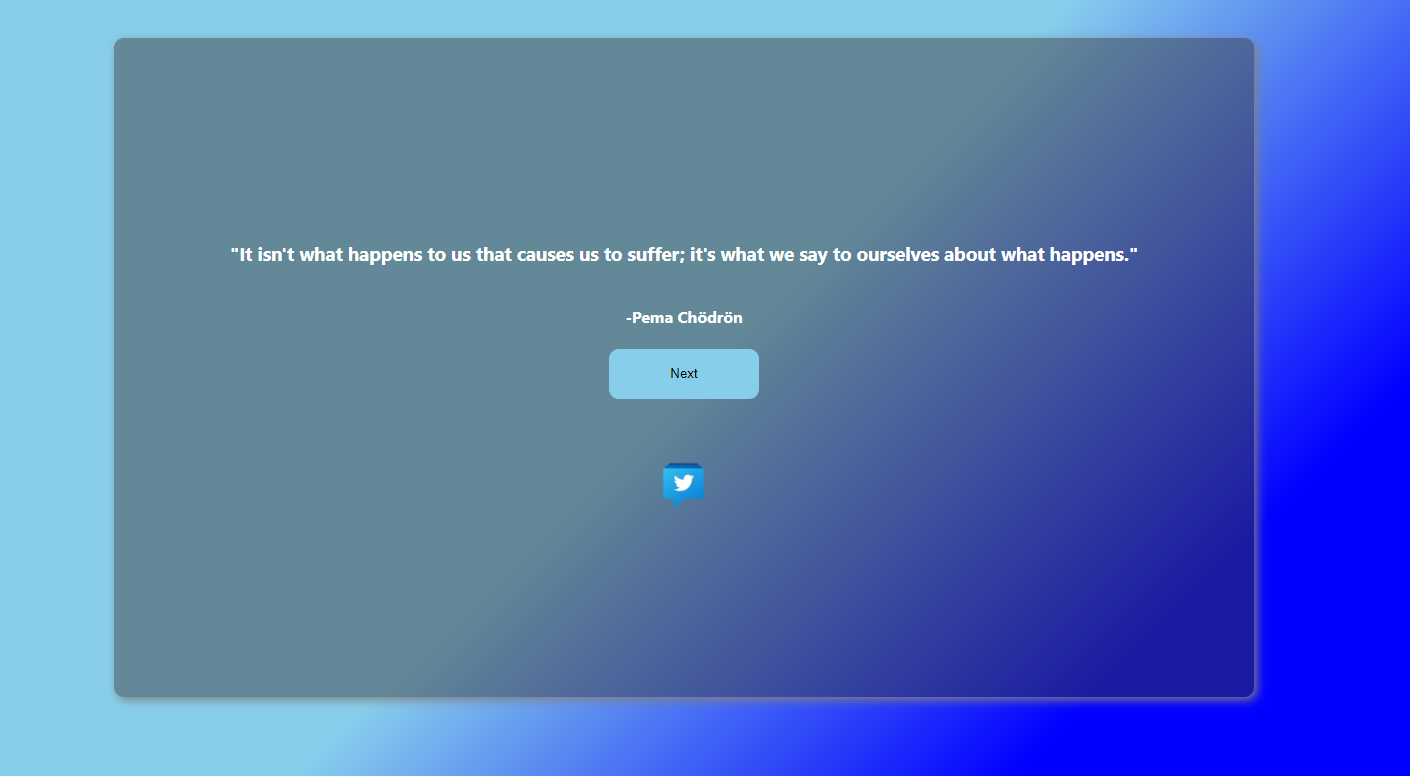 "It isn't what happens to us that causes us to suffer; it's what we say to ourselves about what happens."
-Pema Chödrön
Next